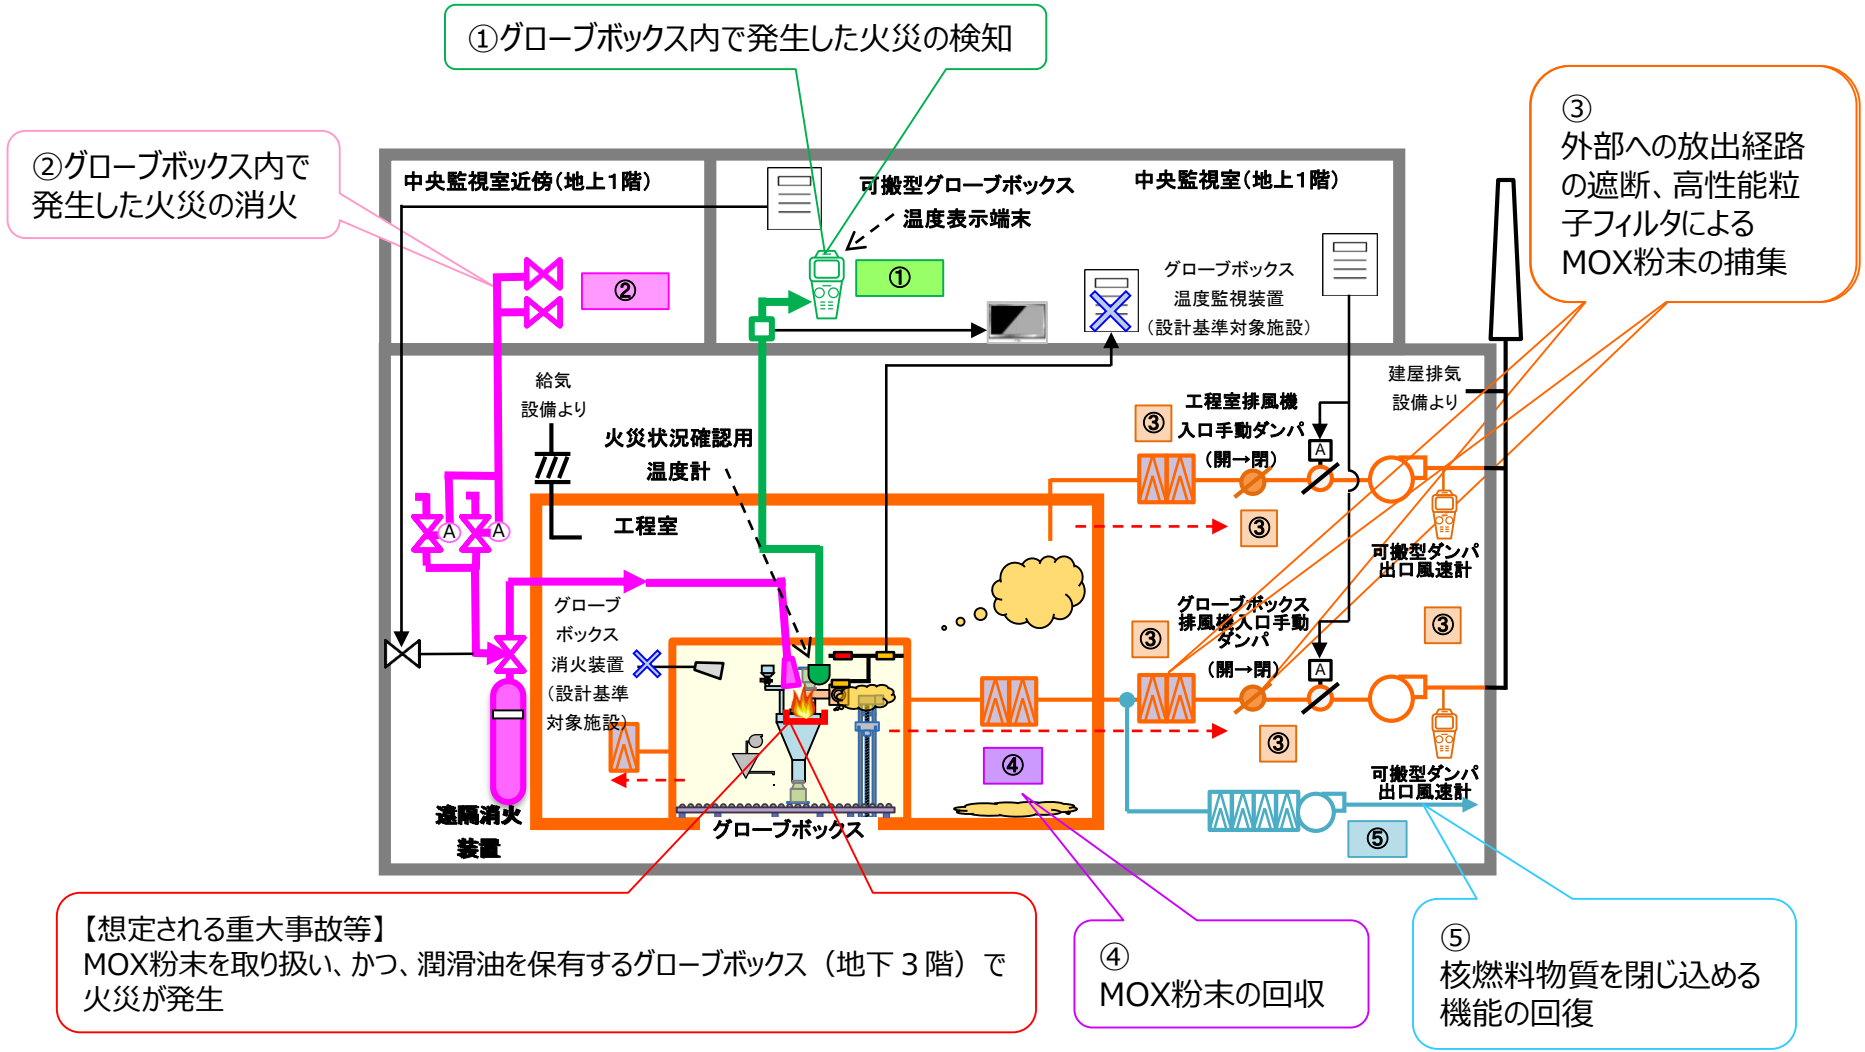 ①グローブボックス内で発生した火災の検知
②グローブボックス内で
発生した火災の消火
③
外部への放出経路
の遮断、高性能粒
子フィルタによる
MOX粉末の捕集
中央監視室近傍(地上1階)
可搬型グローブボックス
温度表示端末
中央監視室(地上1階)
①
②
グローブボックス
温度監視装置
(設計基準対象施設)
給気
設備より
火災状況確認用
温度計
工程室排風機
入口手動ダンパ
(開→閉)
建屋排気
設備より
③
A
A
A
工程室
③
可搬型ダンパ
出口風速計
グローブ
ボックス
消火装置
(設計基準
対象施設)
グローブボックス
排風機入口手動
ダンパ
(開→閉)
③
③
A
③
④
可搬型ダンパ
出口風速計
遠隔消火
装置
グローブボックス
⑤
【想定される重大事故等】
MOX粉末を取り扱い、かつ、潤滑油を保有するグローブボックス(地下3階)で
火災が発生
④
MOX粉末の回収
⑤
核燃料物質を閉じ込める
機能の回復